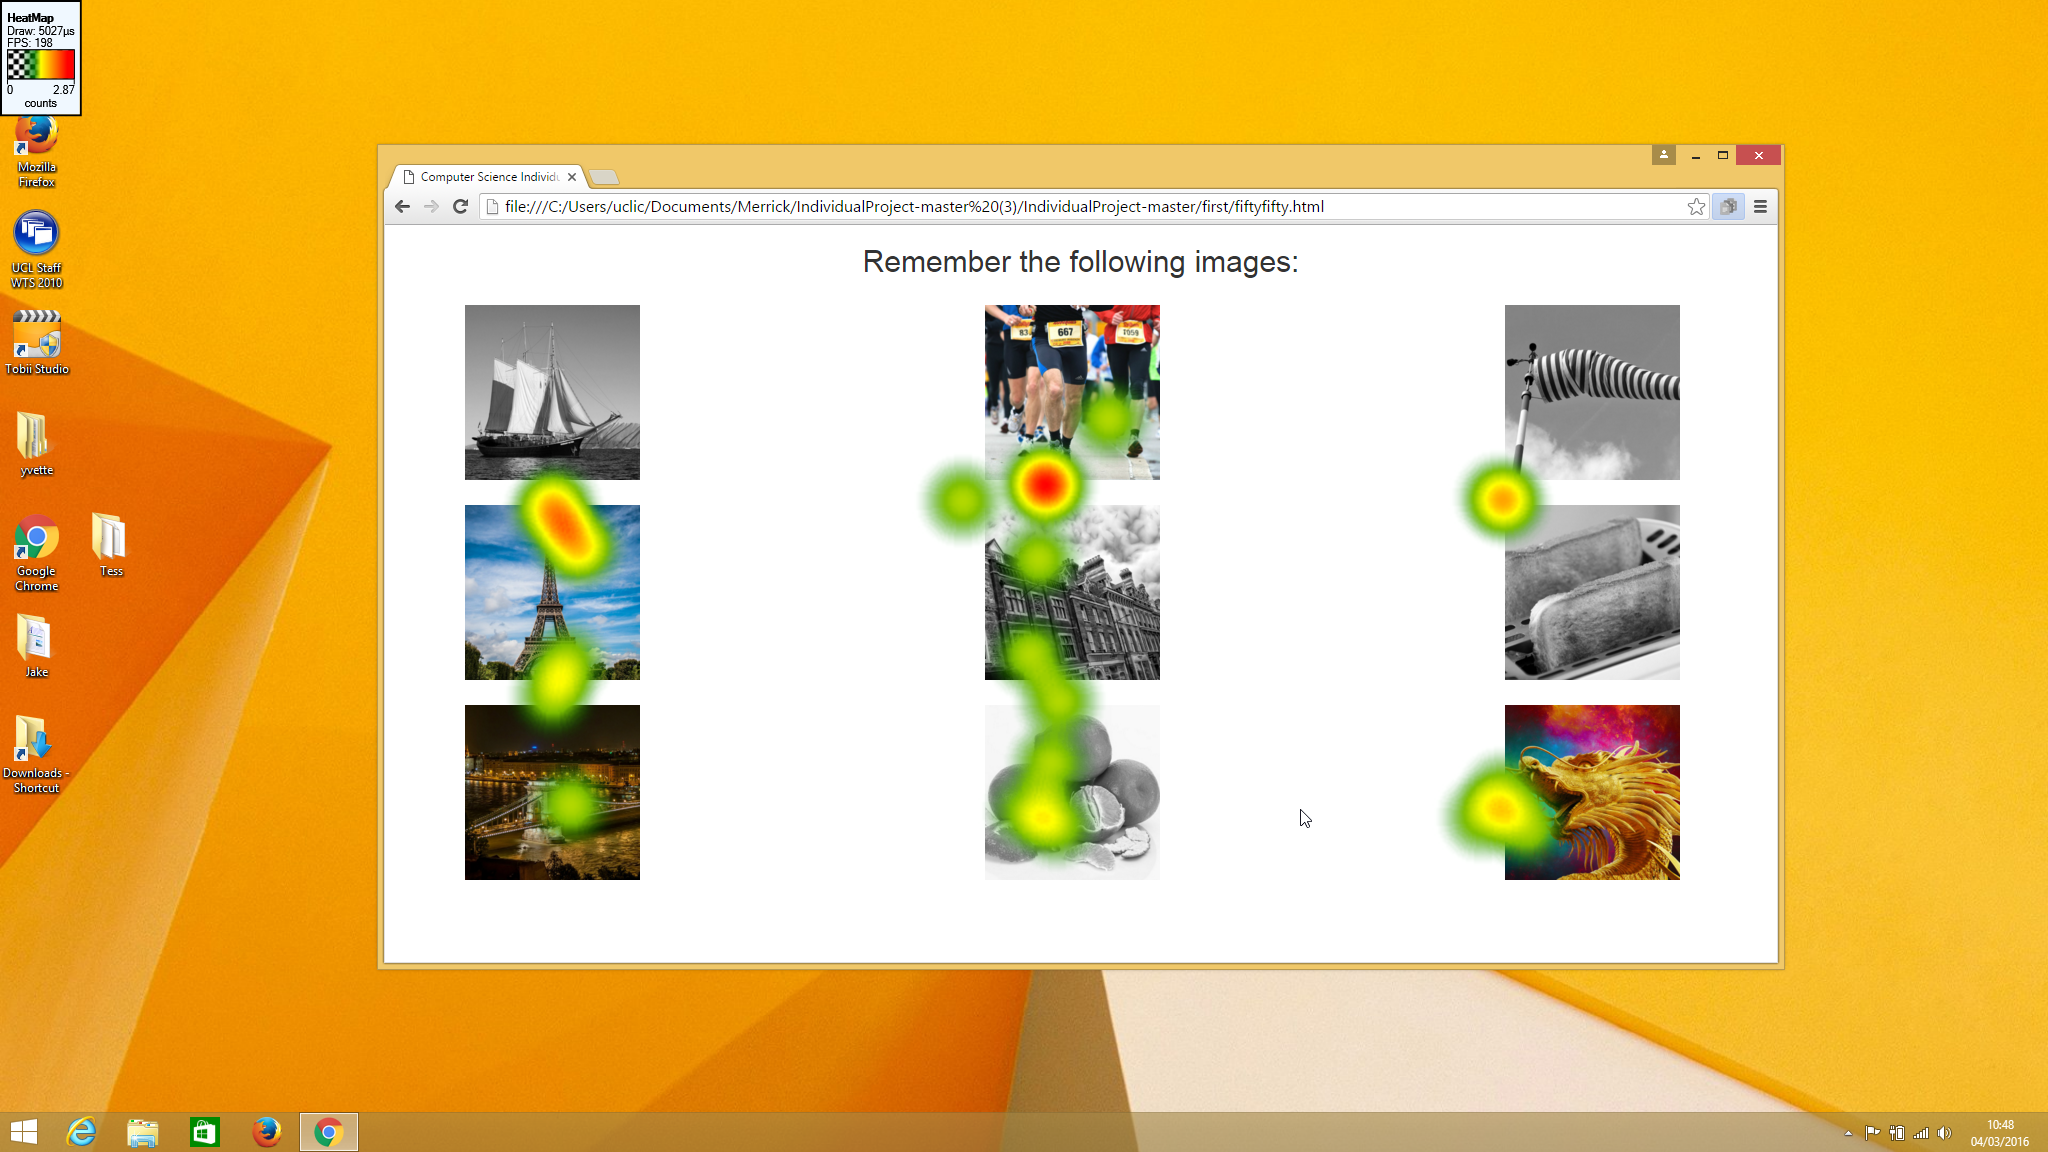 HeatMap
Draw: 5027µs
FPS: 198
0 2.87
counts
Mozilla
Firefox
UCL Staff
WTS 2010
Tobii Studio
yvette
Google
Chrome
Tess
Jake
Downloads -
Shortcut
Computer Science Individu
file:///C:/Users/uclic/Documents/Merrick/IndividualProject-master%20(3)/IndividualProject-master/first/fiftyfifty.html
Remember the following images:
83
667
1059
10:48
04/03/2016